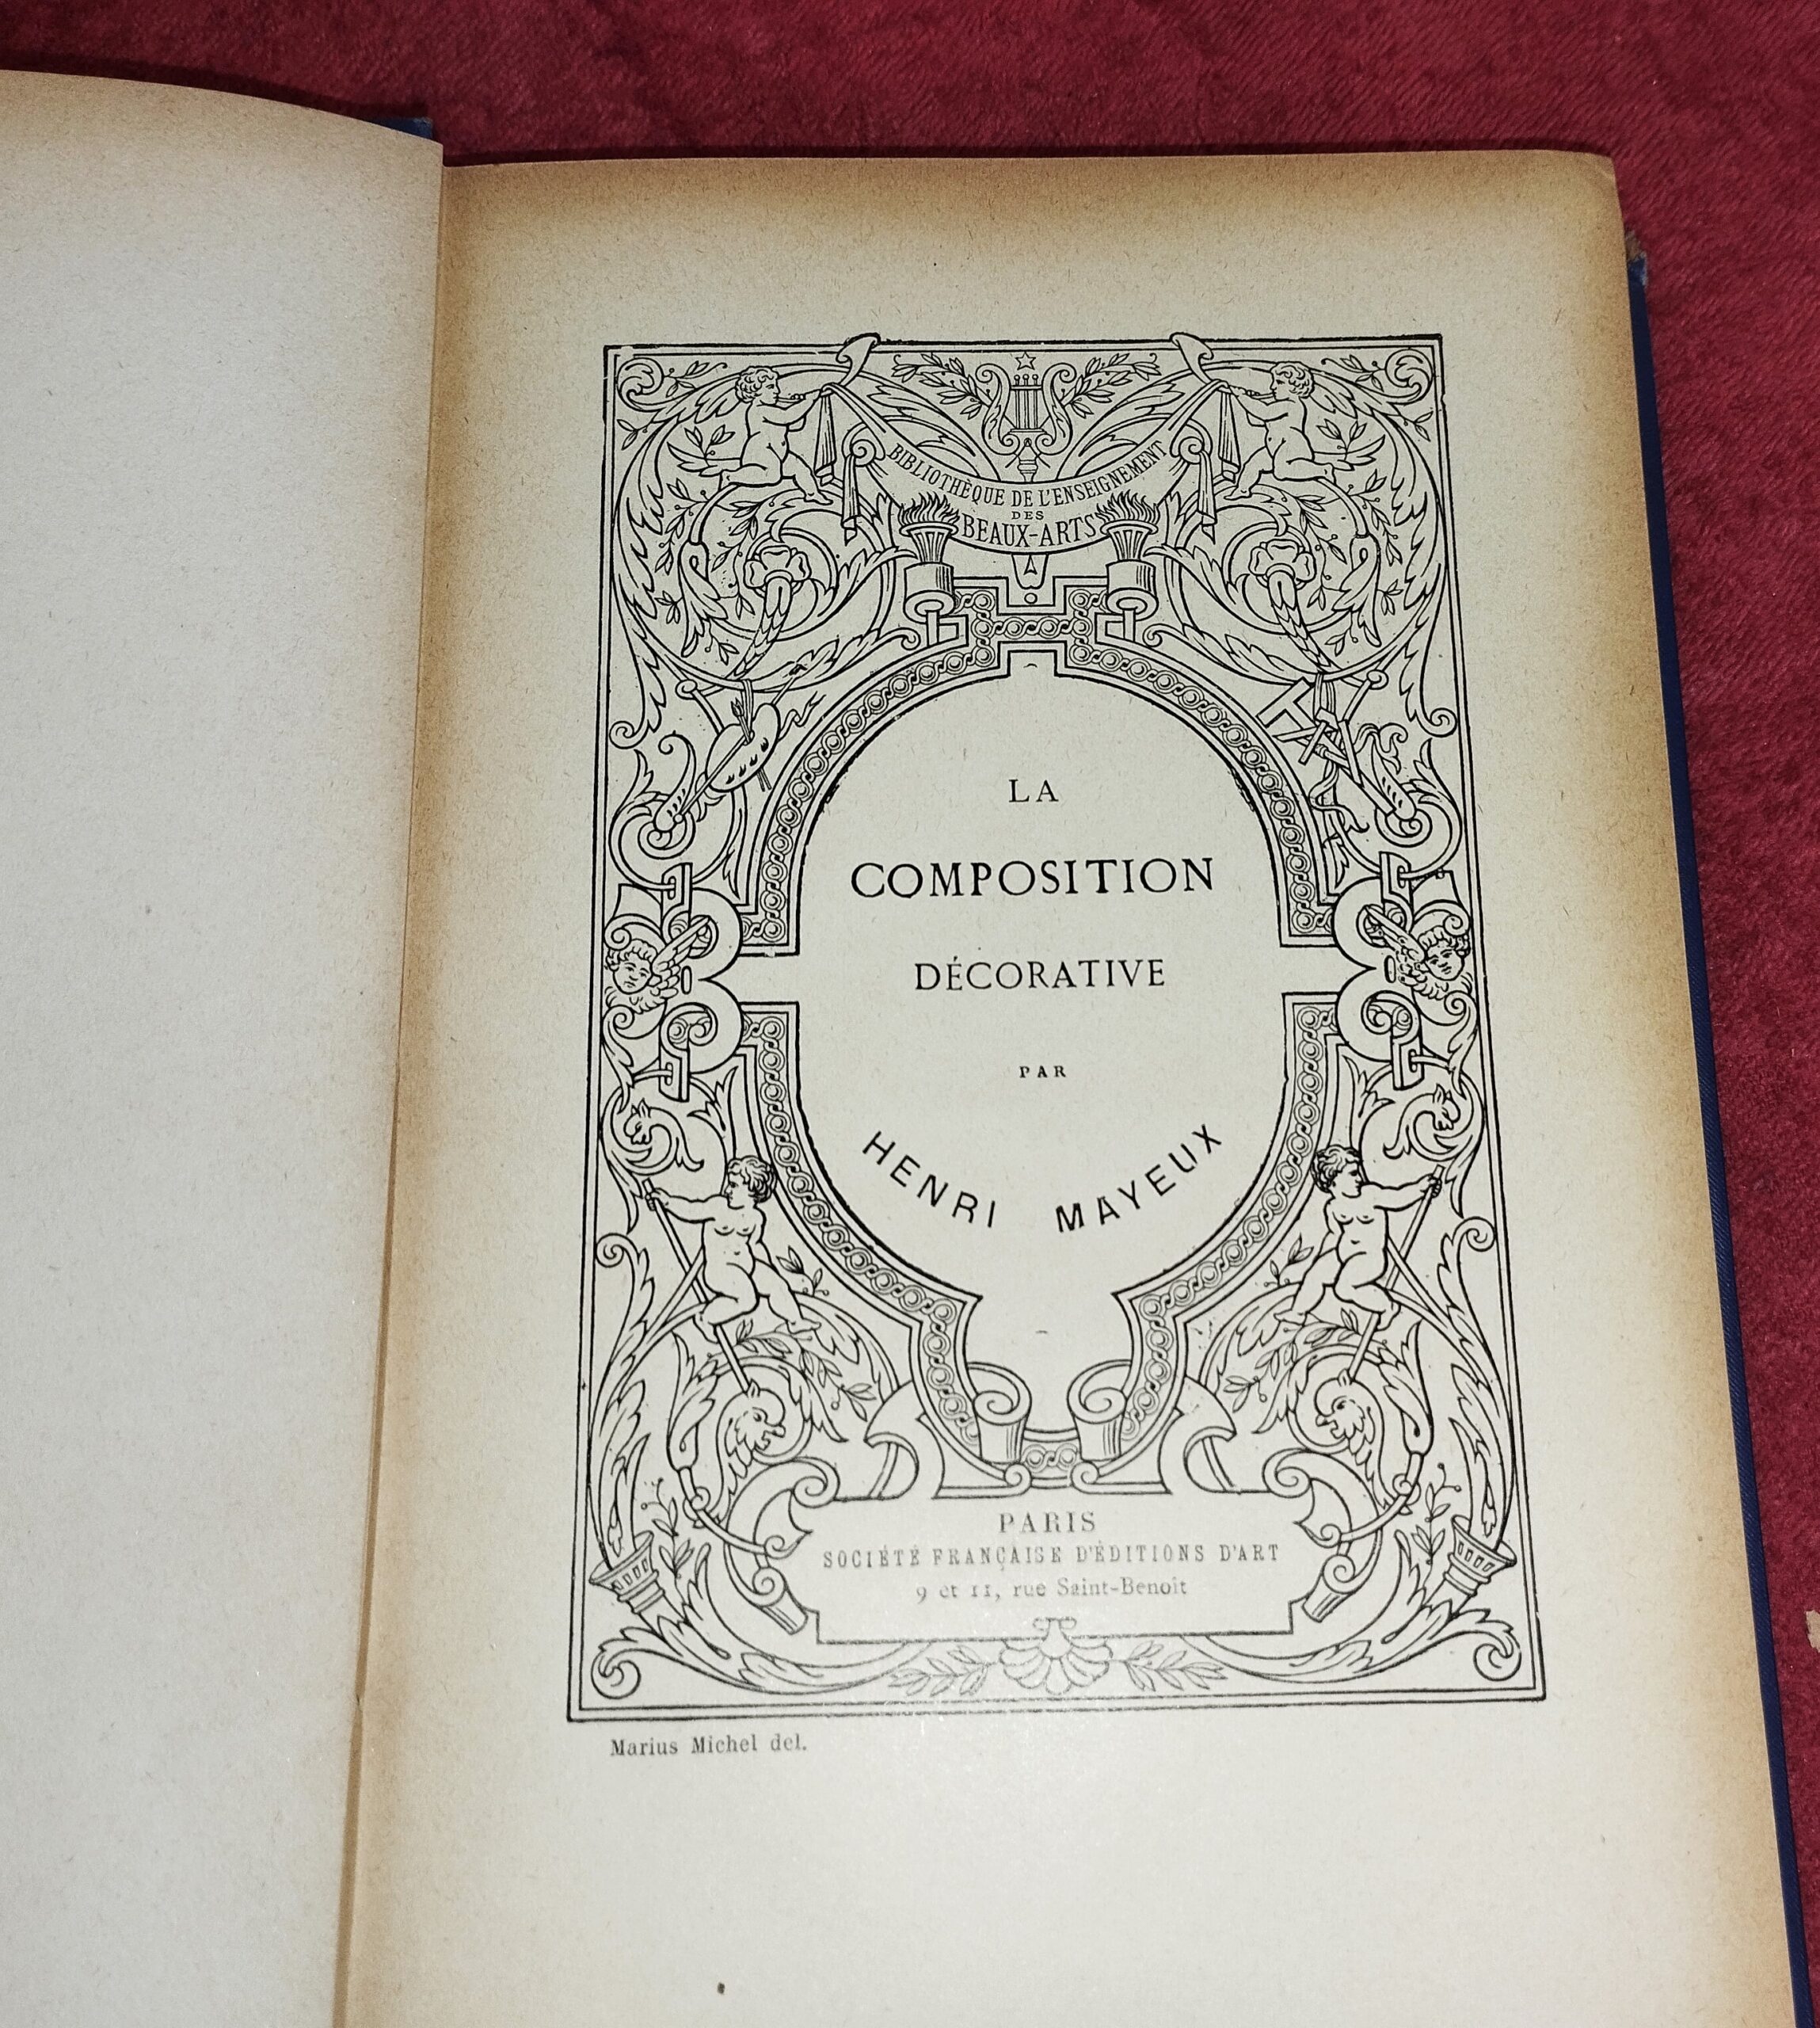 BIBLIOTHÈQUE DE L'ENSEIGNEMENT
DES
BEAUX-ARTS
LA
COMPOSITION
DÉCORATIVE
PAR
HENRI MAYEUX
PARIS
SOCIÉTÉ FRANÇAISE D'ÉDITIONS D'ART
9 et 11, rue Saint-Benoit
Marius Michel del.